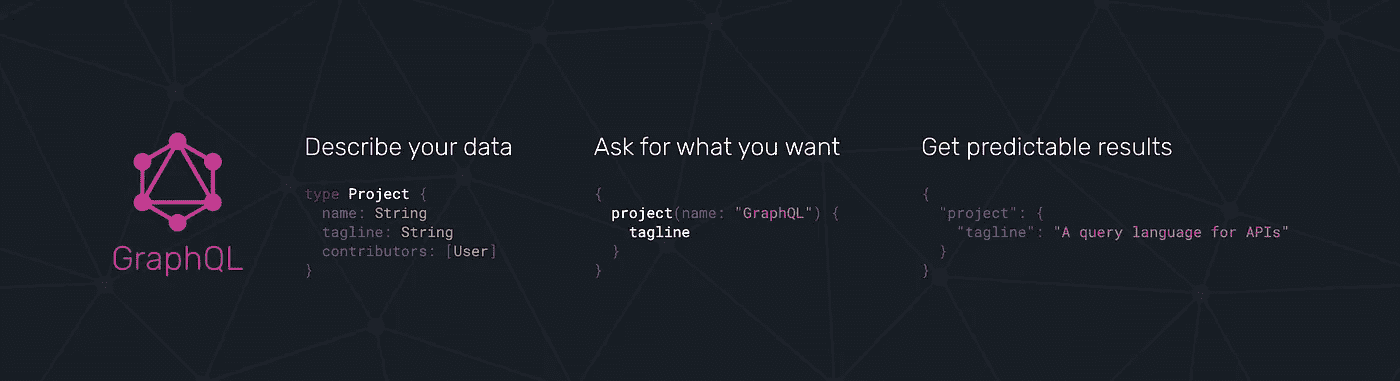 GraphQL
Describe your data
type Project {
  name: String
  tagline: String
  contributors: [User]
}
Ask for what you want
{
  project(name: "GraphQL") {
    tagline
  }
}
Get predictable results
{
  "project": {
    "tagline": "A query language for APIs"
  }
}